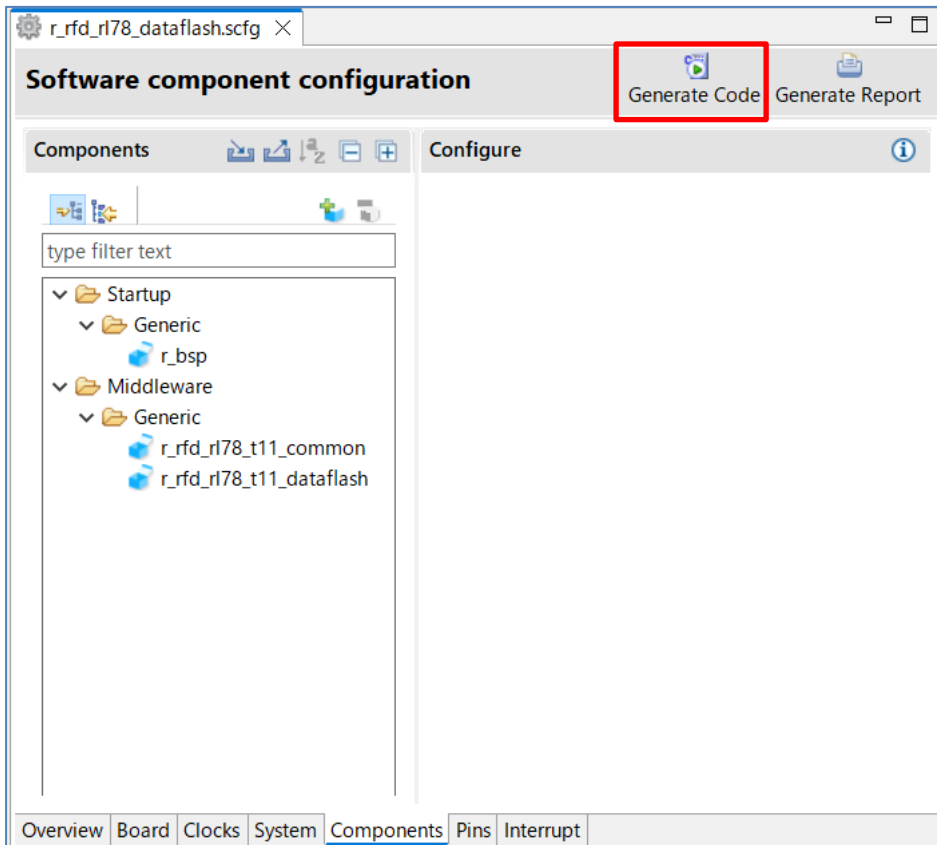 r_rfd_rl78_dataflash.scfg
Software component configuration
Generate Code Generate Report
Components
Configure
type filter text
Startup
Generic
r_bsp
Middleware
Generic
r_rfd_rl78_t11_common
r_rfd_rl78_t11_dataflash
Overview Board Clocks System Components Pins Interrupt